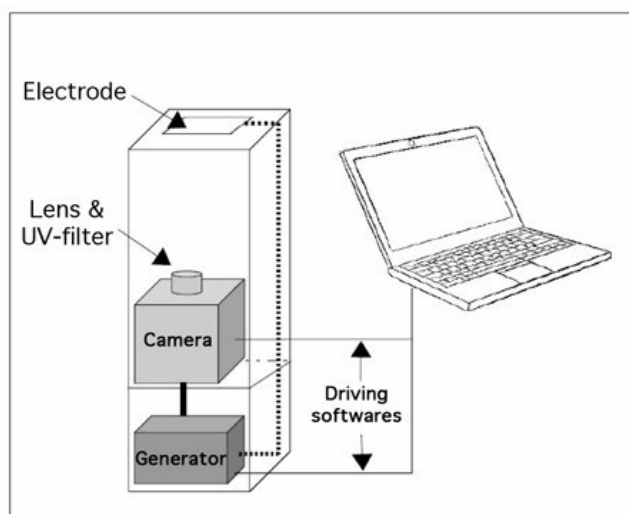 Electrode
Lens &
UV-filter
Camera
Driving
softwares
Generator